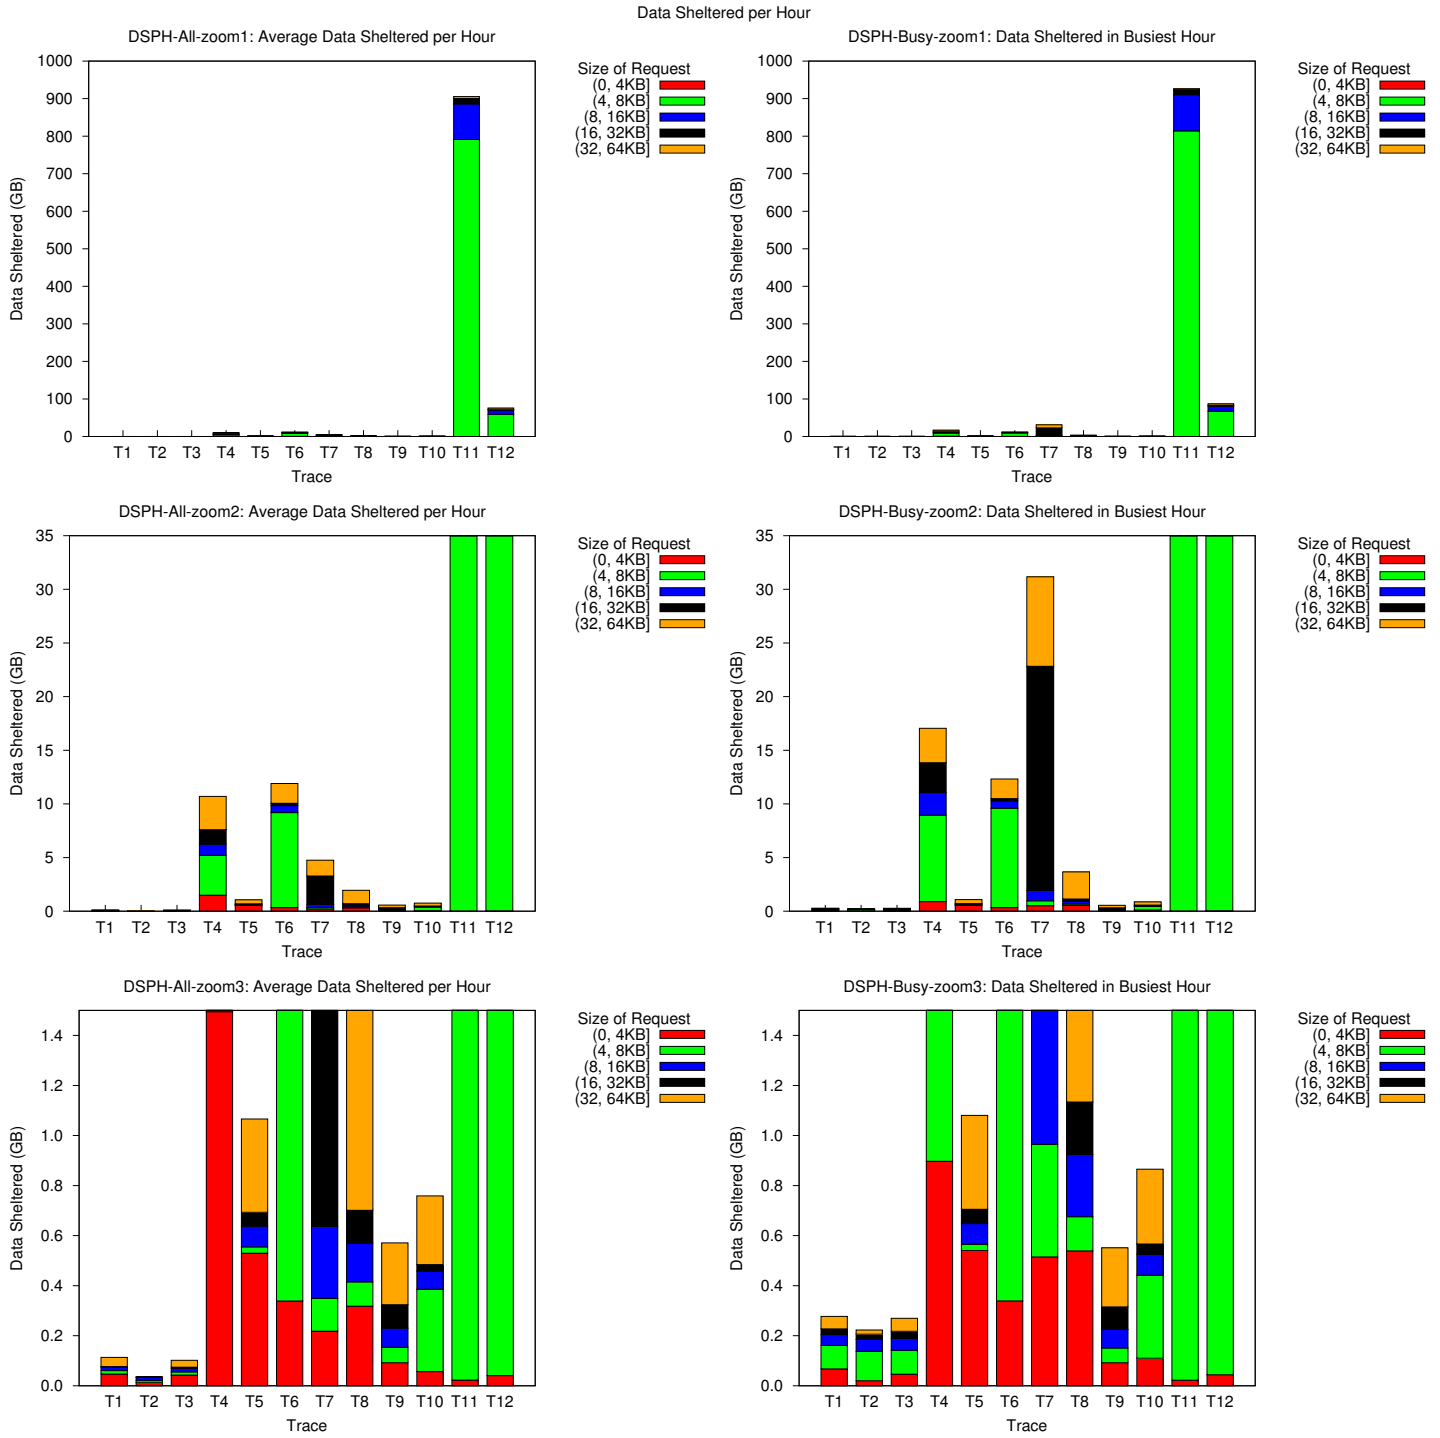 Data Sheltered per Hour
DSPH-All-zoom1: Average Data Sheltered per Hour
Data Sheltered (GB)
1000
900
800
700
600
500
400
300
200
100
0
T1 T2 T3 T4 T5 T6 T7 T8 T9 T10 T11 T12
Trace
Size of Request
(0, 4KB]
(4, 8KB]
(8, 16KB]
(16, 32KB]
(32, 64KB]
DSPH-Busy-zoom1: Data Sheltered in Busiest Hour
Data Sheltered (GB)
1000
900
800
700
600
500
400
300
200
100
0
T1 T2 T3 T4 T5 T6 T7 T8 T9 T10 T11 T12
Trace
Size of Request
(0, 4KB]
(4, 8KB]
(8, 16KB]
(16, 32KB]
(32, 64KB]
DSPH-All-zoom2: Average Data Sheltered per Hour
Data Sheltered (GB)
35
30
25
20
15
10
5
0
T1 T2 T3 T4 T5 T6 T7 T8 T9 T10 T11 T12
Trace
Size of Request
(0, 4KB]
(4, 8KB]
(8, 16KB]
(16, 32KB]
(32, 64KB]
DSPH-Busy-zoom2: Data Sheltered in Busiest Hour
Data Sheltered (GB)
35
30
25
20
15
10
5
0
T1 T2 T3 T4 T5 T6 T7 T8 T9 T10 T11 T12
Trace
Size of Request
(0, 4KB]
(4, 8KB]
(8, 16KB]
(16, 32KB]
(32, 64KB]
DSPH-All-zoom3: Average Data Sheltered per Hour
Data Sheltered (GB)
1.4
1.2
1.0
0.8
0.6
0.4
0.2
0.0
T1 T2 T3 T4 T5 T6 T7 T8 T9 T10 T11 T12
Trace
Size of Request
(0, 4KB]
(4, 8KB]
(8, 16KB]
(16, 32KB]
(32, 64KB]
DSPH-Busy-zoom3: Data Sheltered in Busiest Hour
Data Sheltered (GB)
1.4
1.2
1.0
0.8
0.6
0.4
0.2
0.0
T1 T2 T3 T4 T5 T6 T7 T8 T9 T10 T11 T12
Trace
Size of Request
(0, 4KB]
(4, 8KB]
(8, 16KB]
(16, 32KB]
(32, 64KB]